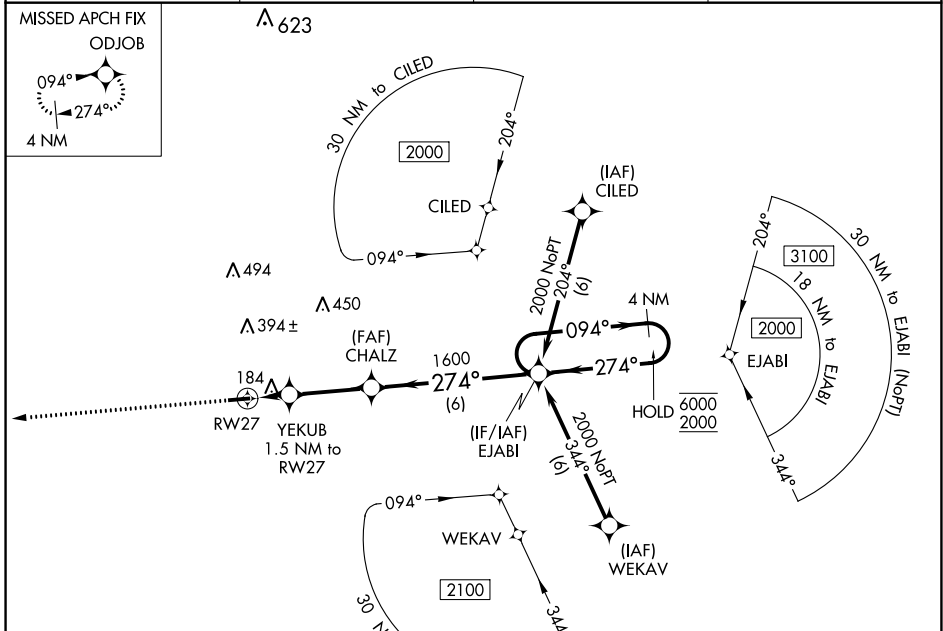 MISSED APCH FIX
ODJOB
094°
274°
4 NM
623
30 NM to CILED
2000
204°
CILED
094°
(IAF)
CILED
2000 NoPT
204°
(6)
494
450
394 ±
(FAF)
CHALZ
1600
274°
(6)
4 NM
094°
274°
HOLD
6000
2000
184
RW27
YEKUB
1.5 NM to
RW27
(IF/IAF)
EJABI
2000 NoPT
344°
(6)
(IAF)
WEKAV
204°
3100
30 NM to EJABI (NoPT)
18 NM to EJABI
2000
EJABI
344°
094°
WEKAV
2100
30 N
344°